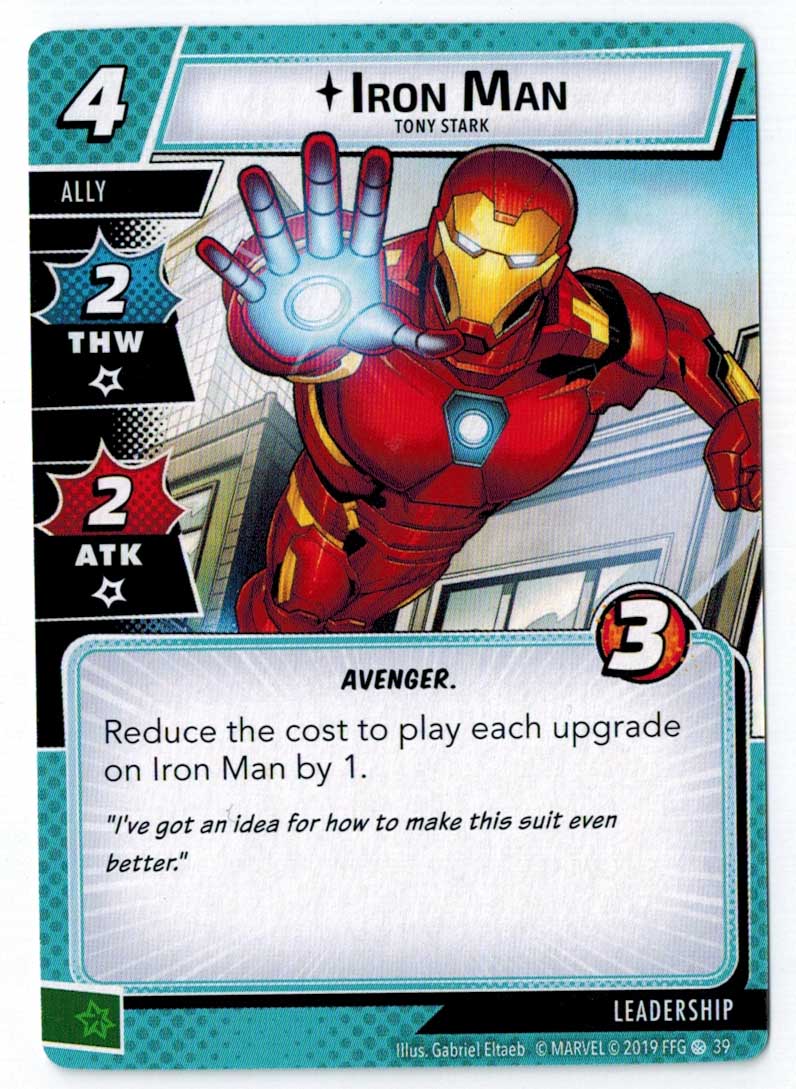 4
IRON MAN
TONY STARK
ALLY
2
THW
2
ATK
3
AVENGER.
Reduce the cost to play each upgrade
on Iron Man by 1.
"I've got an idea for how to make this suit even
better."
LEADERSHIP
Illus. Gabriel Eltaeb © MARVEL © 2019 FFG 39